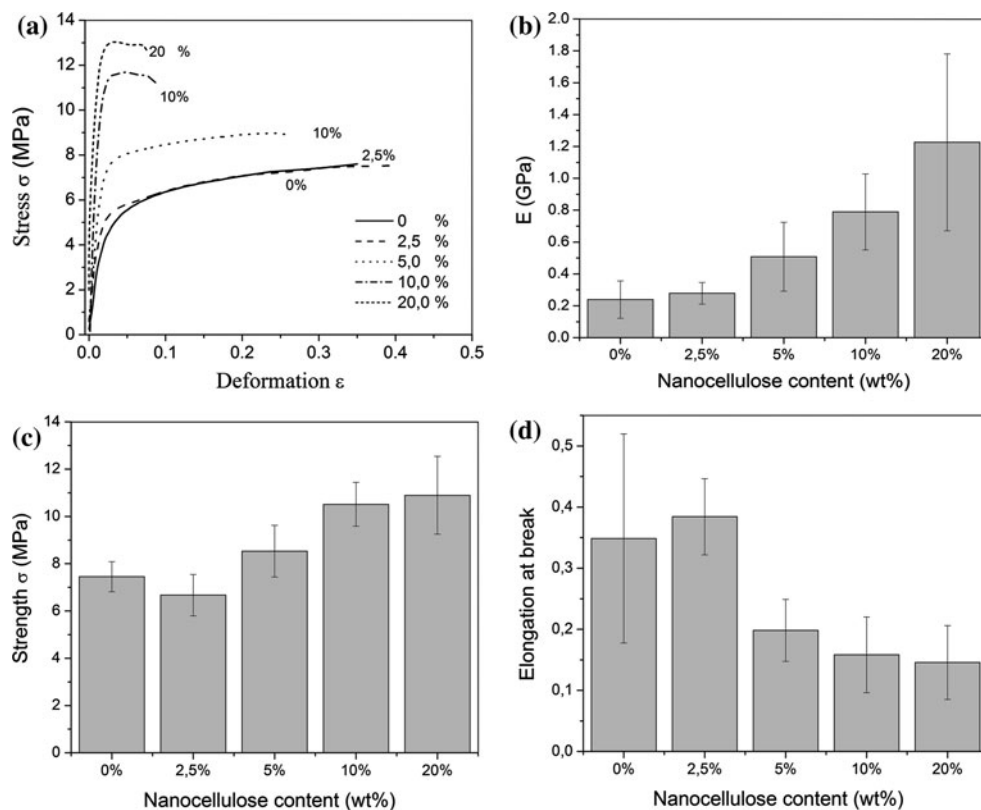 (a)
Stress σ (MPa)
14
12
10
8
6
4
2
0
20 %
10%
10%
2,5%
0%
0 %
2,5 %
5,0 %
10,0 %
20,0 %
0.0 0.1 0.2 0.3 0.4 0.5
Deformation ε
(b)
E (GPa)
2.0
1.8
1.6
1.4
1.2
1.0
0.8
0.6
0.4
0.2
0.0
0% 2,5% 5% 10% 20%
Nanocellulose content (wt%)
(c)
Strength σ (MPa)
14
12
10
8
6
4
2
0
0% 2,5% 5% 10% 20%
Nanocellulose content (wt%)
(d)
Elongation at break
0,5
0,4
0,3
0,2
0,1
0,0
0% 2,5% 5% 10% 20%
Nanocellulose content (wt%)